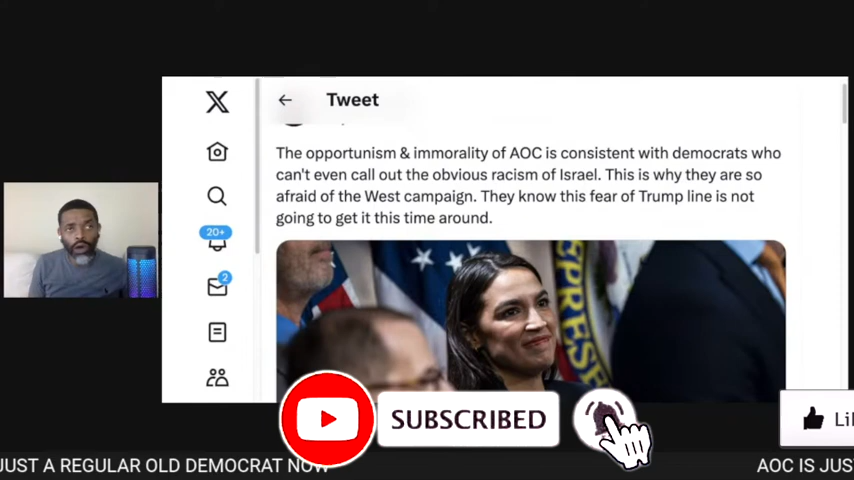 Tweet
The opportunism & immorality of AOC is consistent with democrats who
can't even call out the obvious racism of Israel. This is why they are so
afraid of the West campaign. They know this fear of Trump line is not
going to get it this time around.
20+
2
SUBSCRIBED
JUST A REGULAR OLD DEMOCRAT NOW
AOC IS JUS